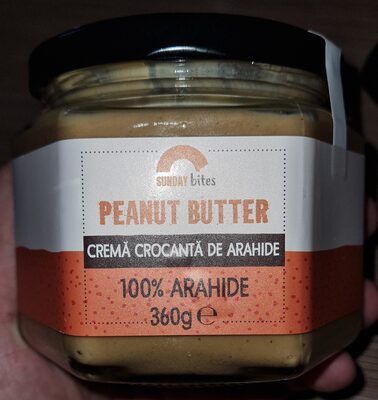 SUNDAY bites
PEANUT BUTTER
CREMĂ CROCANTĂ DE ARAHIDE
100% ARAHIDE
360g ℮